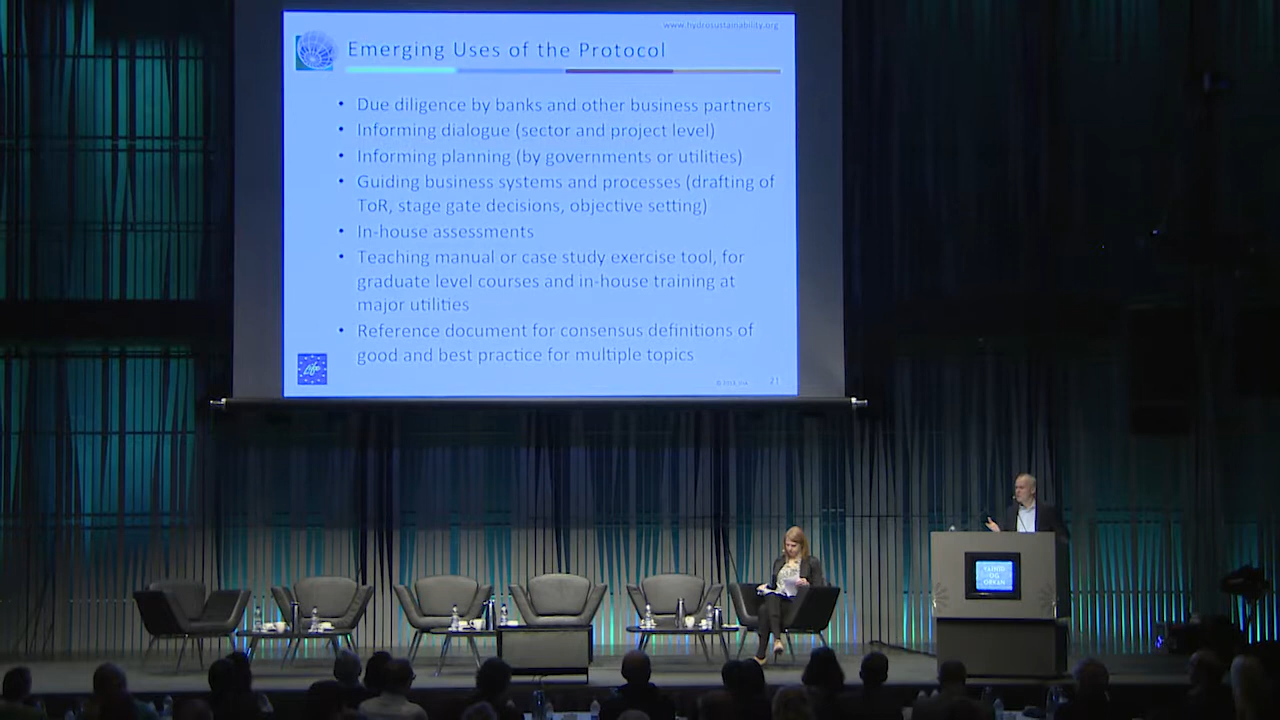 www.hydrosustainability.org
Emerging Uses of the Protocol
• Due diligence by banks and other business partners
• Informing dialogue (sector and project level)
• Informing planning (by governments or utilities)
• Guiding business systems and processes (drafting of
ToR, stage gate decisions, objective setting)
• In-house assessments
• Teaching manual or case study exercise tool, for
graduate level courses and in-house training at
major utilities
• Reference document for consensus definitions of
good and best practice for multiple topics
Life
21